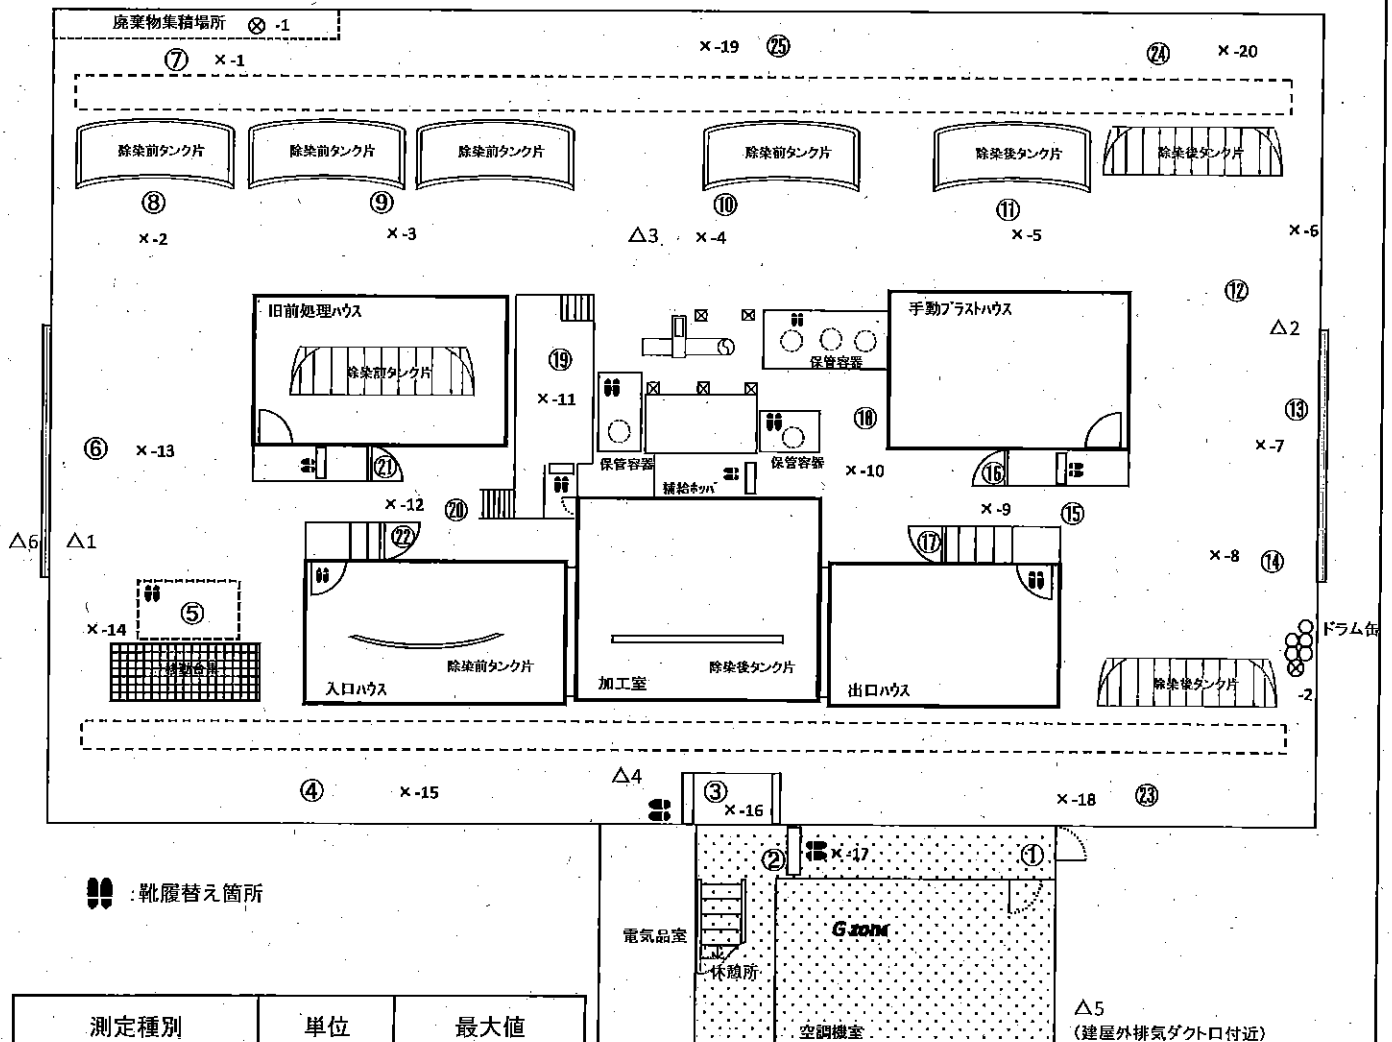 廃棄物集積場所 ⊗ -1
⑦ ×-1
×-19 ㉕
㉔ ×-20
除染前タンク片
除染前タンク片
除染前タンク片
除染前タンク片
除染後タンク片
除染後タンク片
⑧
⑨
⑩
⑪
×-2
×-3
△3 ×-4
×-5
×-6
⑫
旧前処理ハウス
手動ブラストハウス
△2
除染前タンク片
⑲
保管容器
×-11
⑱
⑬
⑥ ×-13
×-7
㉑
保管容器
保管容器
×-10
⑯
補給ホッパ
×-12 ⑳
×-9 ⑮
△6 △1
㉒
⑰
×-8 ⑭
⑤
×-14
ドラム缶
除染前タンク片
除染後タンク片
除染後タンク片
入口ハウス
加工室
出口ハウス
-2
④ ×-15
△4
③ ×-16
×-18 ㉓
② ×-17
①
:靴履替え箇所
電気品室
G zone
休憩所
測定種別 単位 最大値
空調機室
△5
(建屋外排気ダクト口付近)